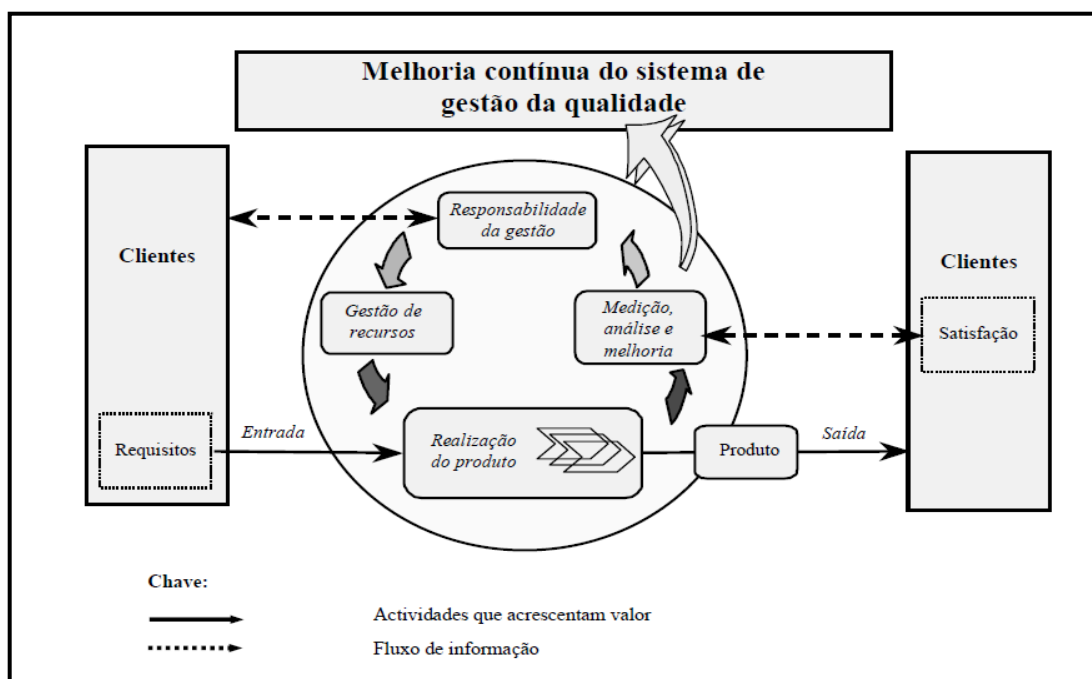 Melhoria contínua do sistema de
gestão da qualidade
Responsabilidade
da gestão
Clientes
Clientes
Gestão de
recursos
Medição,
análise e
melhoria
Satisfação
Requisitos
Entrada
Realização
do produto
Produto
Saída
Chave:
Actividades que acrescentam valor
Fluxo de informação